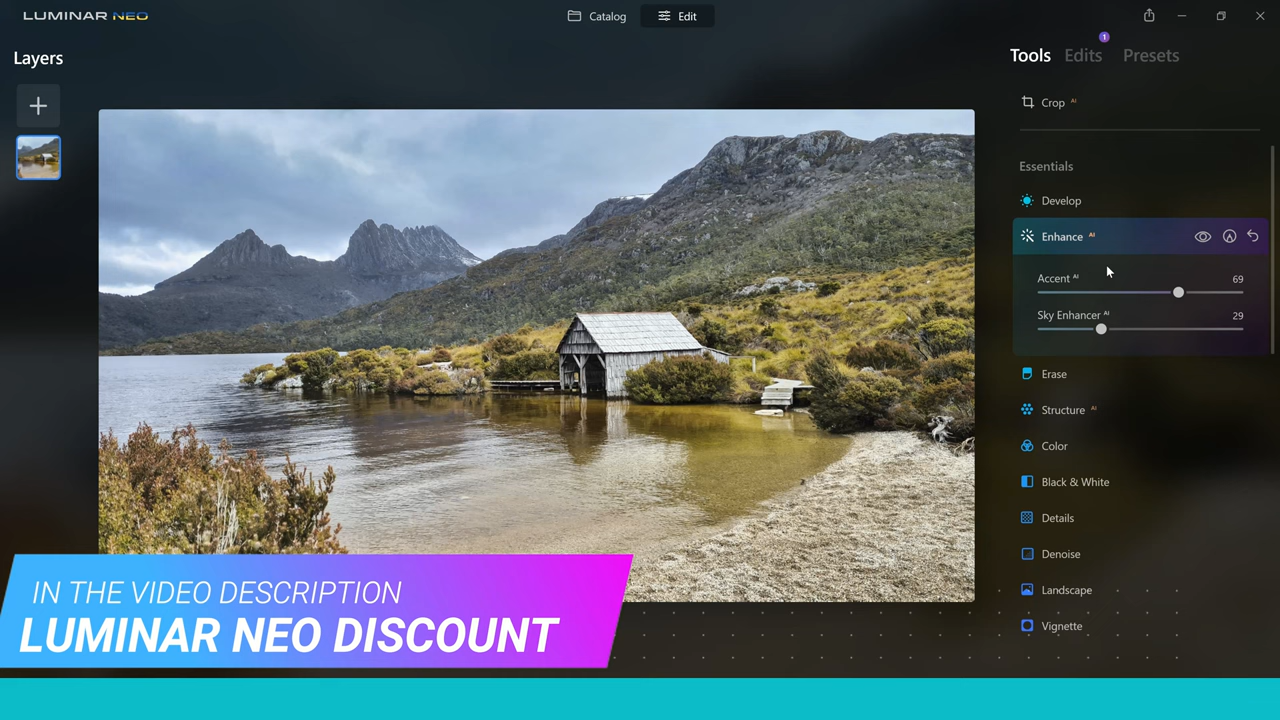 LUMINAR NEO
Catalog
Edit
Layers
1
Tools
Edits
Presets
Crop AI
Essentials
Develop
Enhance AI
Accent AI
69
Sky Enhancer AI
29
Erase
Structure AI
Color
Black & White
Details
Denoise
Landscape
Vignette
IN THE VIDEO DESCRIPTION
LUMINAR NEO DISCOUNT